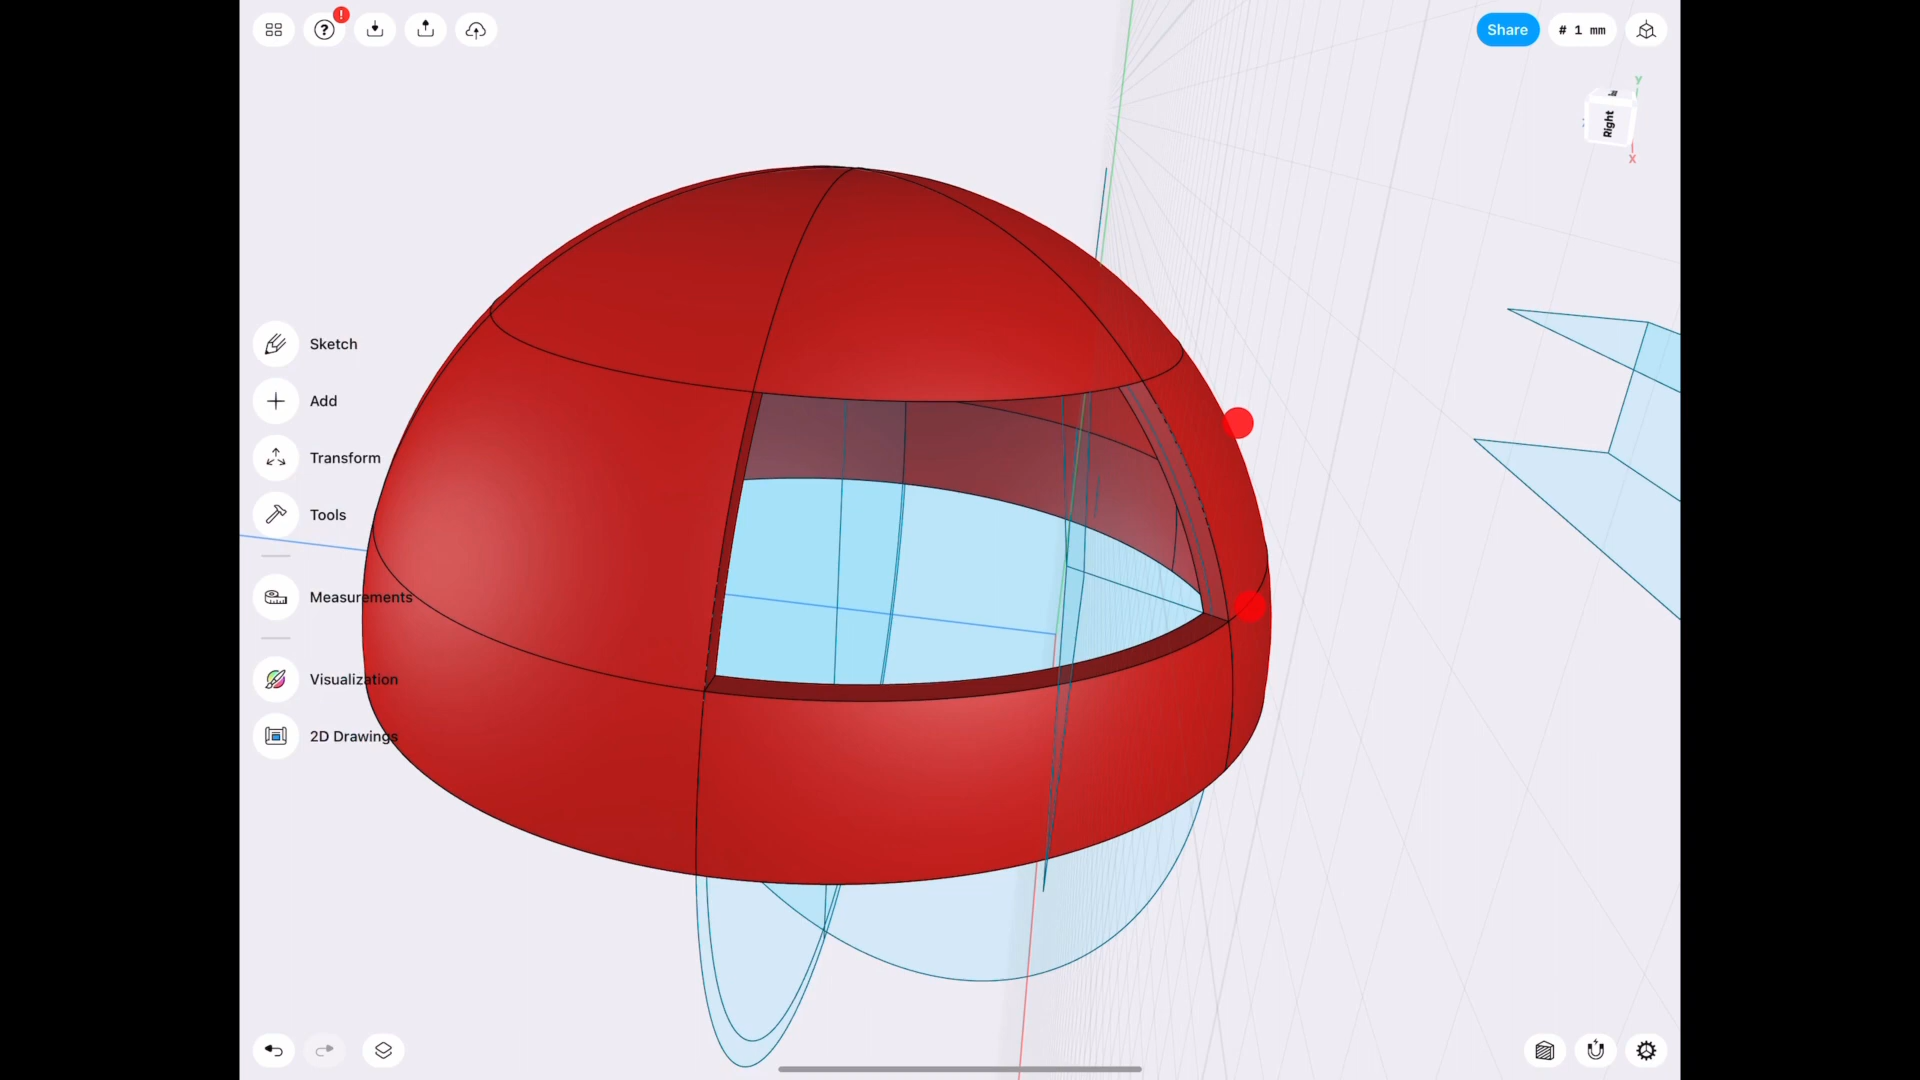 ?
!
Share
# 1 mm
Y
Right
X
Sketch
Add
Transform
Tools
Measurements
Visualization
2D Drawings